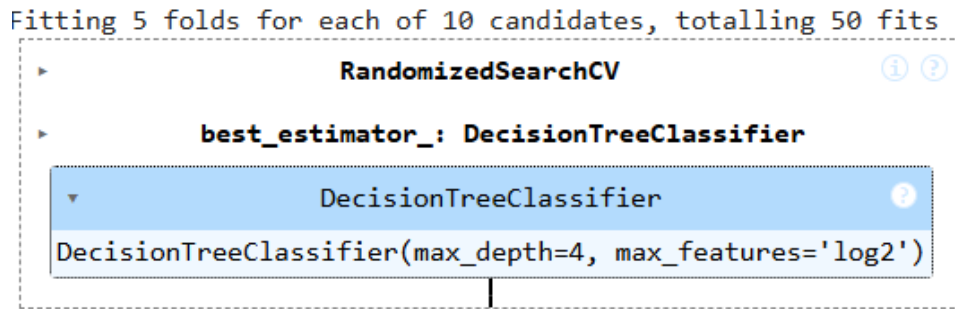 Fitting 5 folds for each of 10 candidates, totalling 50 fits
RandomizedSearchCV
best_estimator_: DecisionTreeClassifier
DecisionTreeClassifier
DecisionTreeClassifier(max_depth=4, max_features='log2')